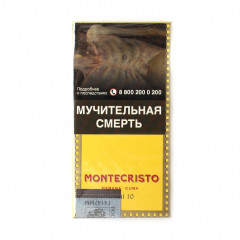 Подробнее
о последствиях
8 800 200 0 200
МУЧИТЕЛЬНАЯ
СМЕРТЬ
MONTECRISTO
HABANA CUBA
10